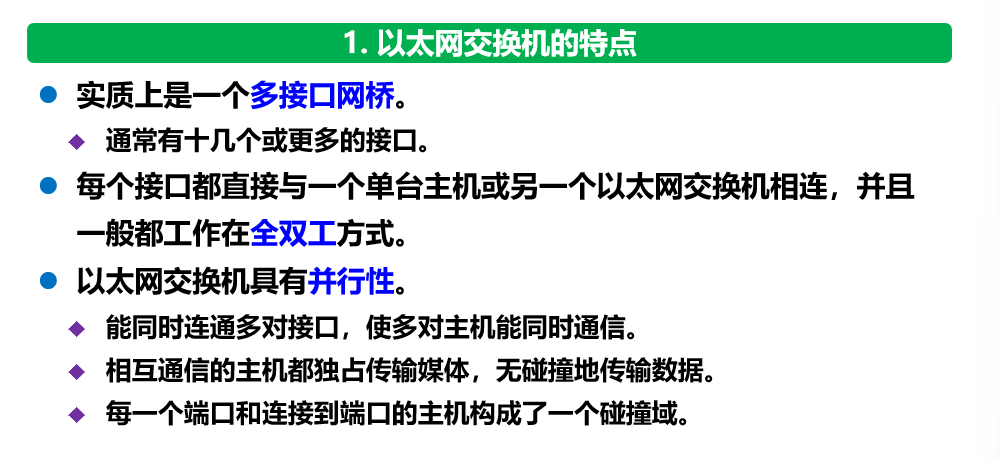 1. 以太网交换机的特点
实质上是一个多接口网桥。
通常有十几个或更多的接口。
每个接口都直接与一个单台主机或另一个以太网交换机相连，并且
一般都工作在全双工方式。
以太网交换机具有并行性。
能同时连通多对接口，使多对主机能同时通信。
相互通信的主机都独占传输媒体，无碰撞地传输数据。
每一个端口和连接到端口的主机构成了一个碰撞域。